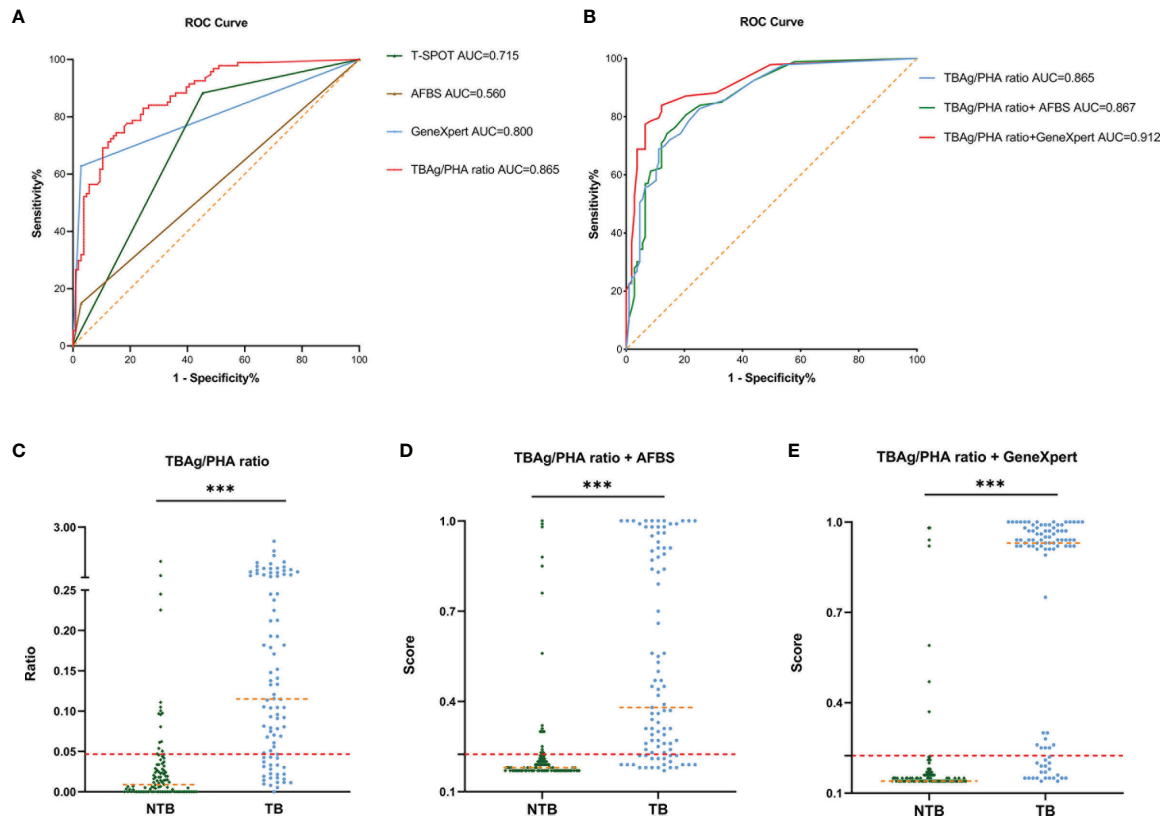 A
ROC Curve
Sensitivity%
100
80
60
40
20
0
0 20 40 60 80 100
1 - Specificity%
T-SPOT AUC=0.715
AFBS AUC=0.560
GeneXpert AUC=0.800
TBAg/PHA ratio AUC=0.865
B
ROC Curve
Sensitivity%
100
80
60
40
20
0
0 20 40 60 80 100
1 - Specificity%
TBAg/PHA ratio AUC=0.865
TBAg/PHA ratio+ AFBS AUC=0.867
TBAg/PHA ratio+GeneXpert AUC=0.912
C
TBAg/PHA ratio
***
Ratio
3.00
0.25
0.20
0.15
0.10
0.05
0.00
NTB TB
D
TBAg/PHA ratio + AFBS
***
Score
1.0
0.4
0.1
NTB TB
E
TBAg/PHA ratio + GeneXpert
***
Score
1.0
0.7
0.4
0.1
NTB TB